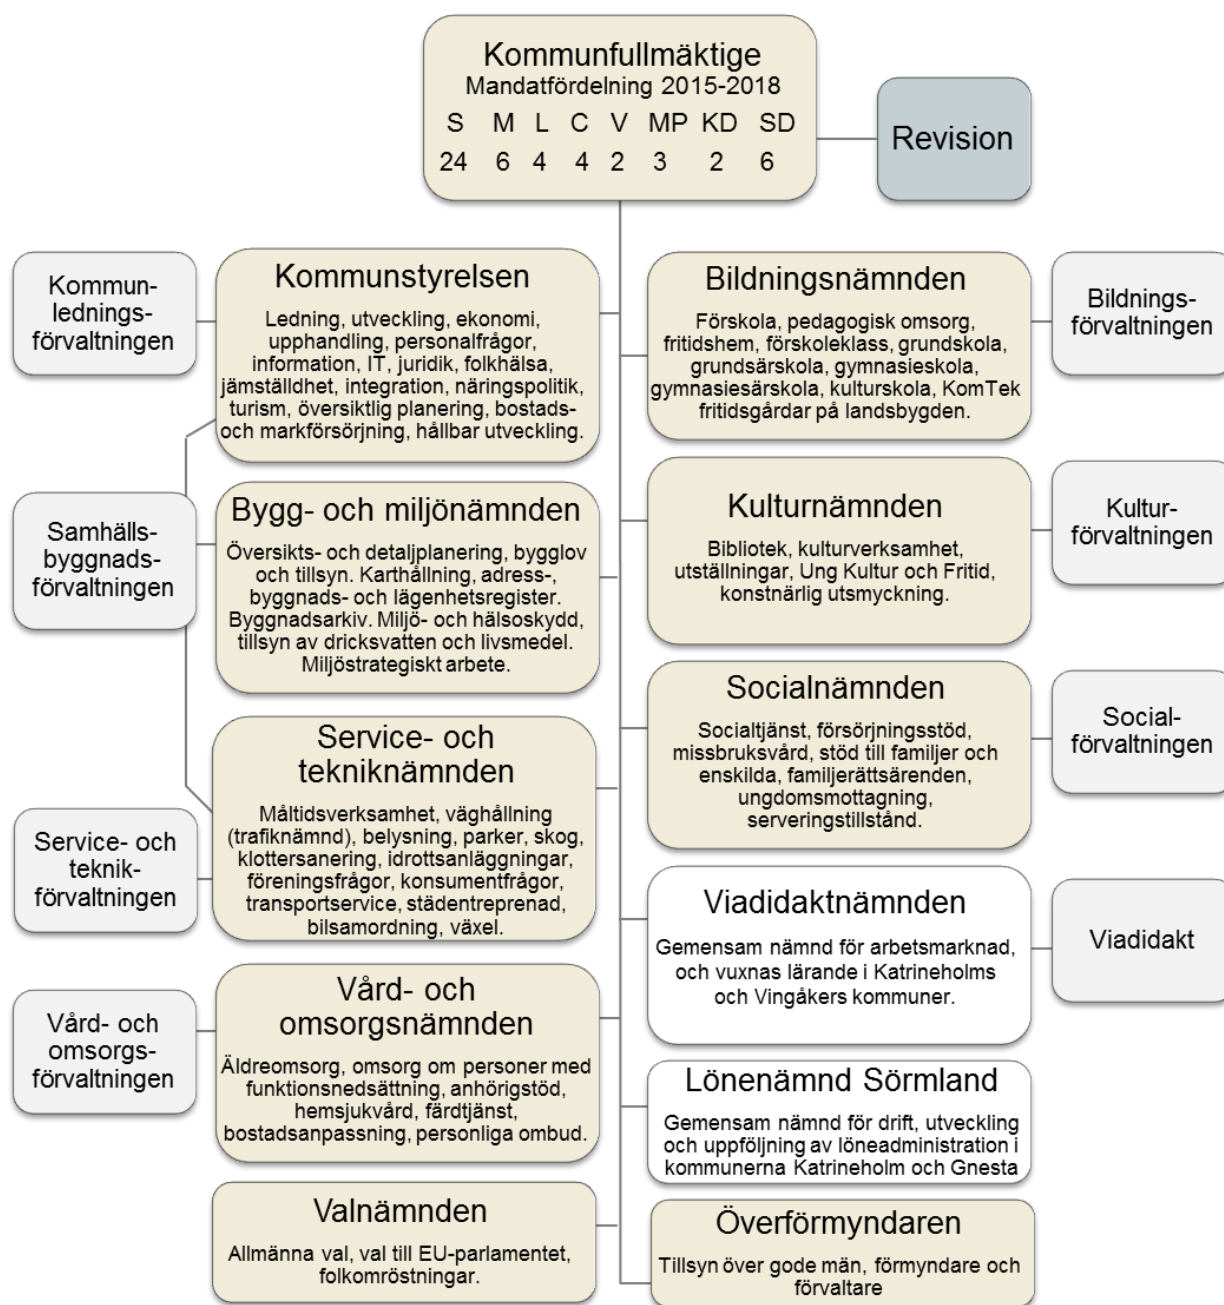 Kommunfullmäktige
Mandatfördelning 2015-2018
S M L C V MP KD SD
24 6 4 4 2 3 2 6
Revision
Kommun-
lednings-
förvaltningen
Kommunstyrelsen
Ledning, utveckling, ekonomi,
upphandling, personalfrågor,
information, IT, juridik, folkhälsa,
jämställdhet, integration, näringspolitik,
turism, översiktlig planering, bostads-
och markförsörjning, hållbar utveckling.
Bildningsnämnden
Förskola, pedagogisk omsorg,
fritidshem, förskoleklass, grundskola,
grundsärskola, gymnasieskola,
gymnasiesärskola, kulturskola, KomTek
fritidsgårdar på landsbygden.
Bildnings-
förvaltningen
Samhälls-
byggnads-
förvaltningen
Bygg- och miljönämnden
Översikts- och detaljplanering, bygglov
och tillsyn. Karthållning, adress-,
byggnads- och lägenhetsregister.
Byggnadsarkiv. Miljö- och hälsoskydd,
tillsyn av dricksvatten och livsmedel.
Miljöstrategiskt arbete.
Kulturnämnden
Bibliotek, kulturverksamhet,
utställningar, Ung Kultur och Fritid,
konstnärlig utsmyckning.
Kultur-
förvaltningen
Service- och
tekniknämnden
Måltidsverksamhet, väghållning
(trafiknämnd), belysning, parker, skog,
klottersanering, idrottsanläggningar,
föreningsfrågor, konsumentfrågor,
transportservice, städentreprenad,
bilsamordning, växel.
Service- och
teknik-
förvaltningen
Socialnämnden
Socialtjänst, försörjningsstöd,
missbruksvård, stöd till familjer och
enskilda, familjerättsärenden,
ungdomsmottagning,
serveringstillstånd.
Social-
förvaltningen
Viadidaktnämnden
Gemensam nämnd för arbetsmarknad,
och vuxnas lärande i Katrineholms
och Vingåkers kommuner.
Viadidakt
Vård- och
omsorgs-
förvaltningen
Vård- och
omsorgsnämnden
Äldreomsorg, omsorg om personer med
funktionsnedsättning, anhörigstöd,
hemsjukvård, färdtjänst,
bostadsanpassning, personliga ombud.
Lönenämnd Sörmland
Gemensam nämnd för drift, utveckling
och uppföljning av löneadministration i
kommunerna Katrineholm och Gnesta
Valnämnden
Allmänna val, val till EU-parlamentet,
folkomröstningar.
Överförmyndaren
Tillsyn över gode män, förmyndare och
förvaltare